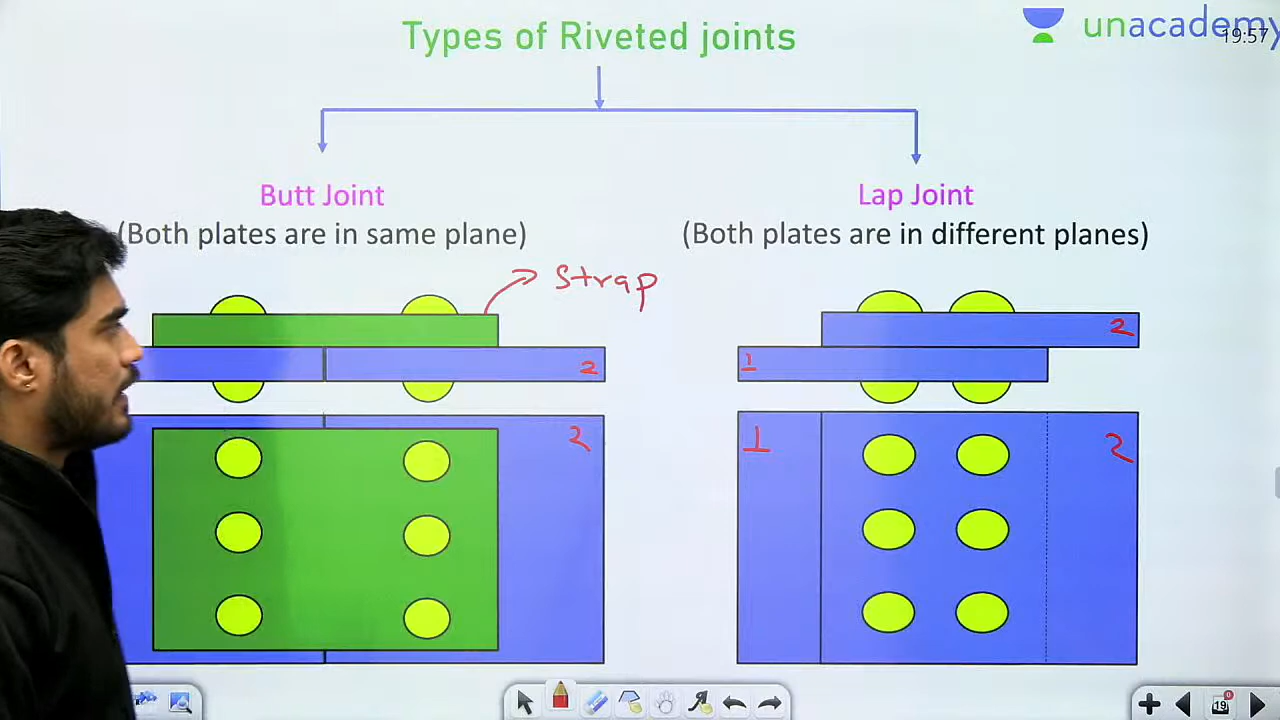 Types of Riveted joints
unacademy
19:57
Butt Joint
(Both plates are in same plane)
Strap
2
2
Lap Joint
(Both plates are in different planes)
2
1
1
2
19